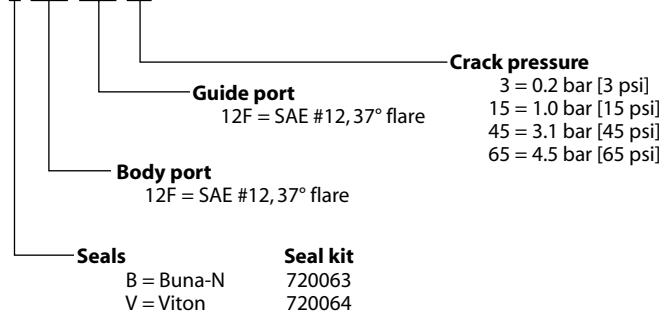 Crack pressure
3 = 0.2 bar [3 psi]
15 = 1.0 bar [15 psi]
45 = 3.1 bar [45 psi]
65 = 4.5 bar [65 psi]
Guide port
12F = SAE #12, 37° flare
Body port
12F = SAE #12, 37° flare
Seals Seal kit
B = Buna-N 720063
V = Viton 720064